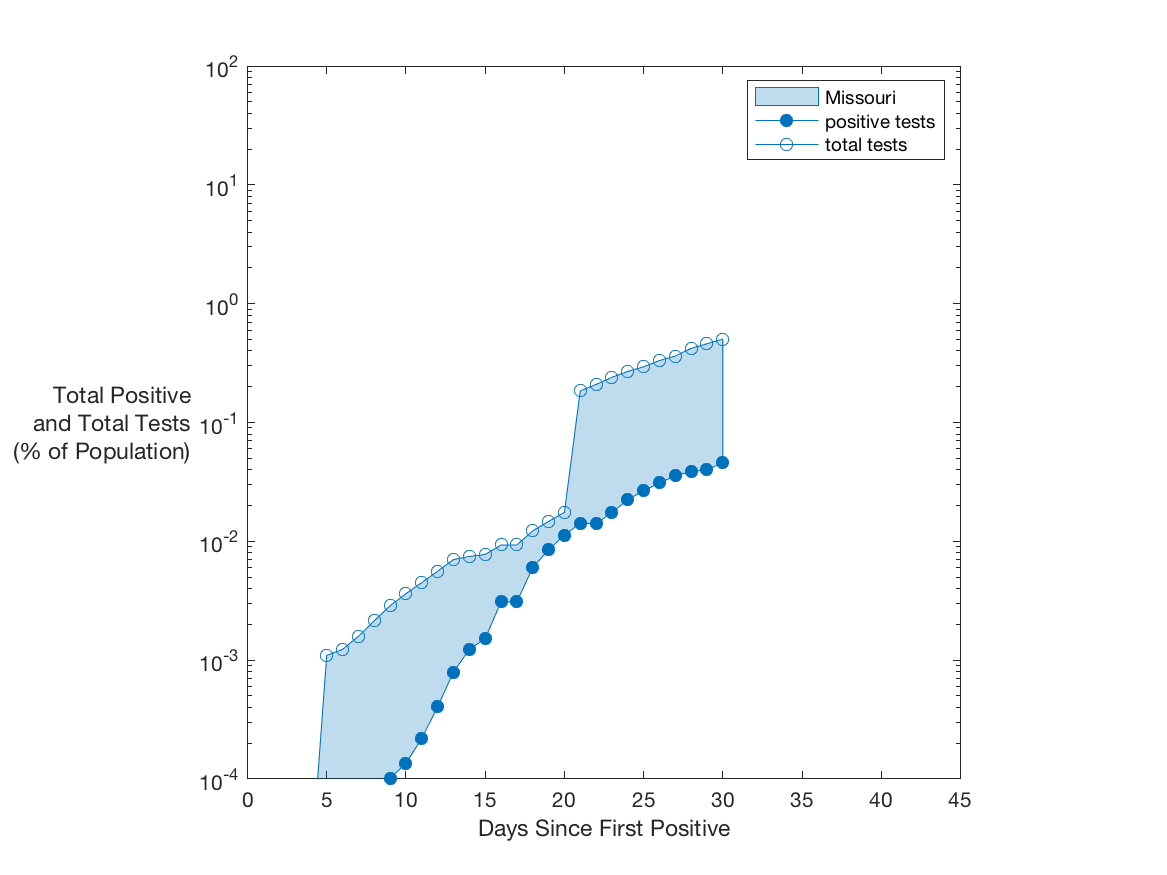 10^2
10^1
10^0
10^-1
10^-2
10^-3
10^-4
Total Positive
and Total Tests
(% of Population)
Missouri
positive tests
total tests
0 5 10 15 20 25 30 35 40 45
Days Since First Positive